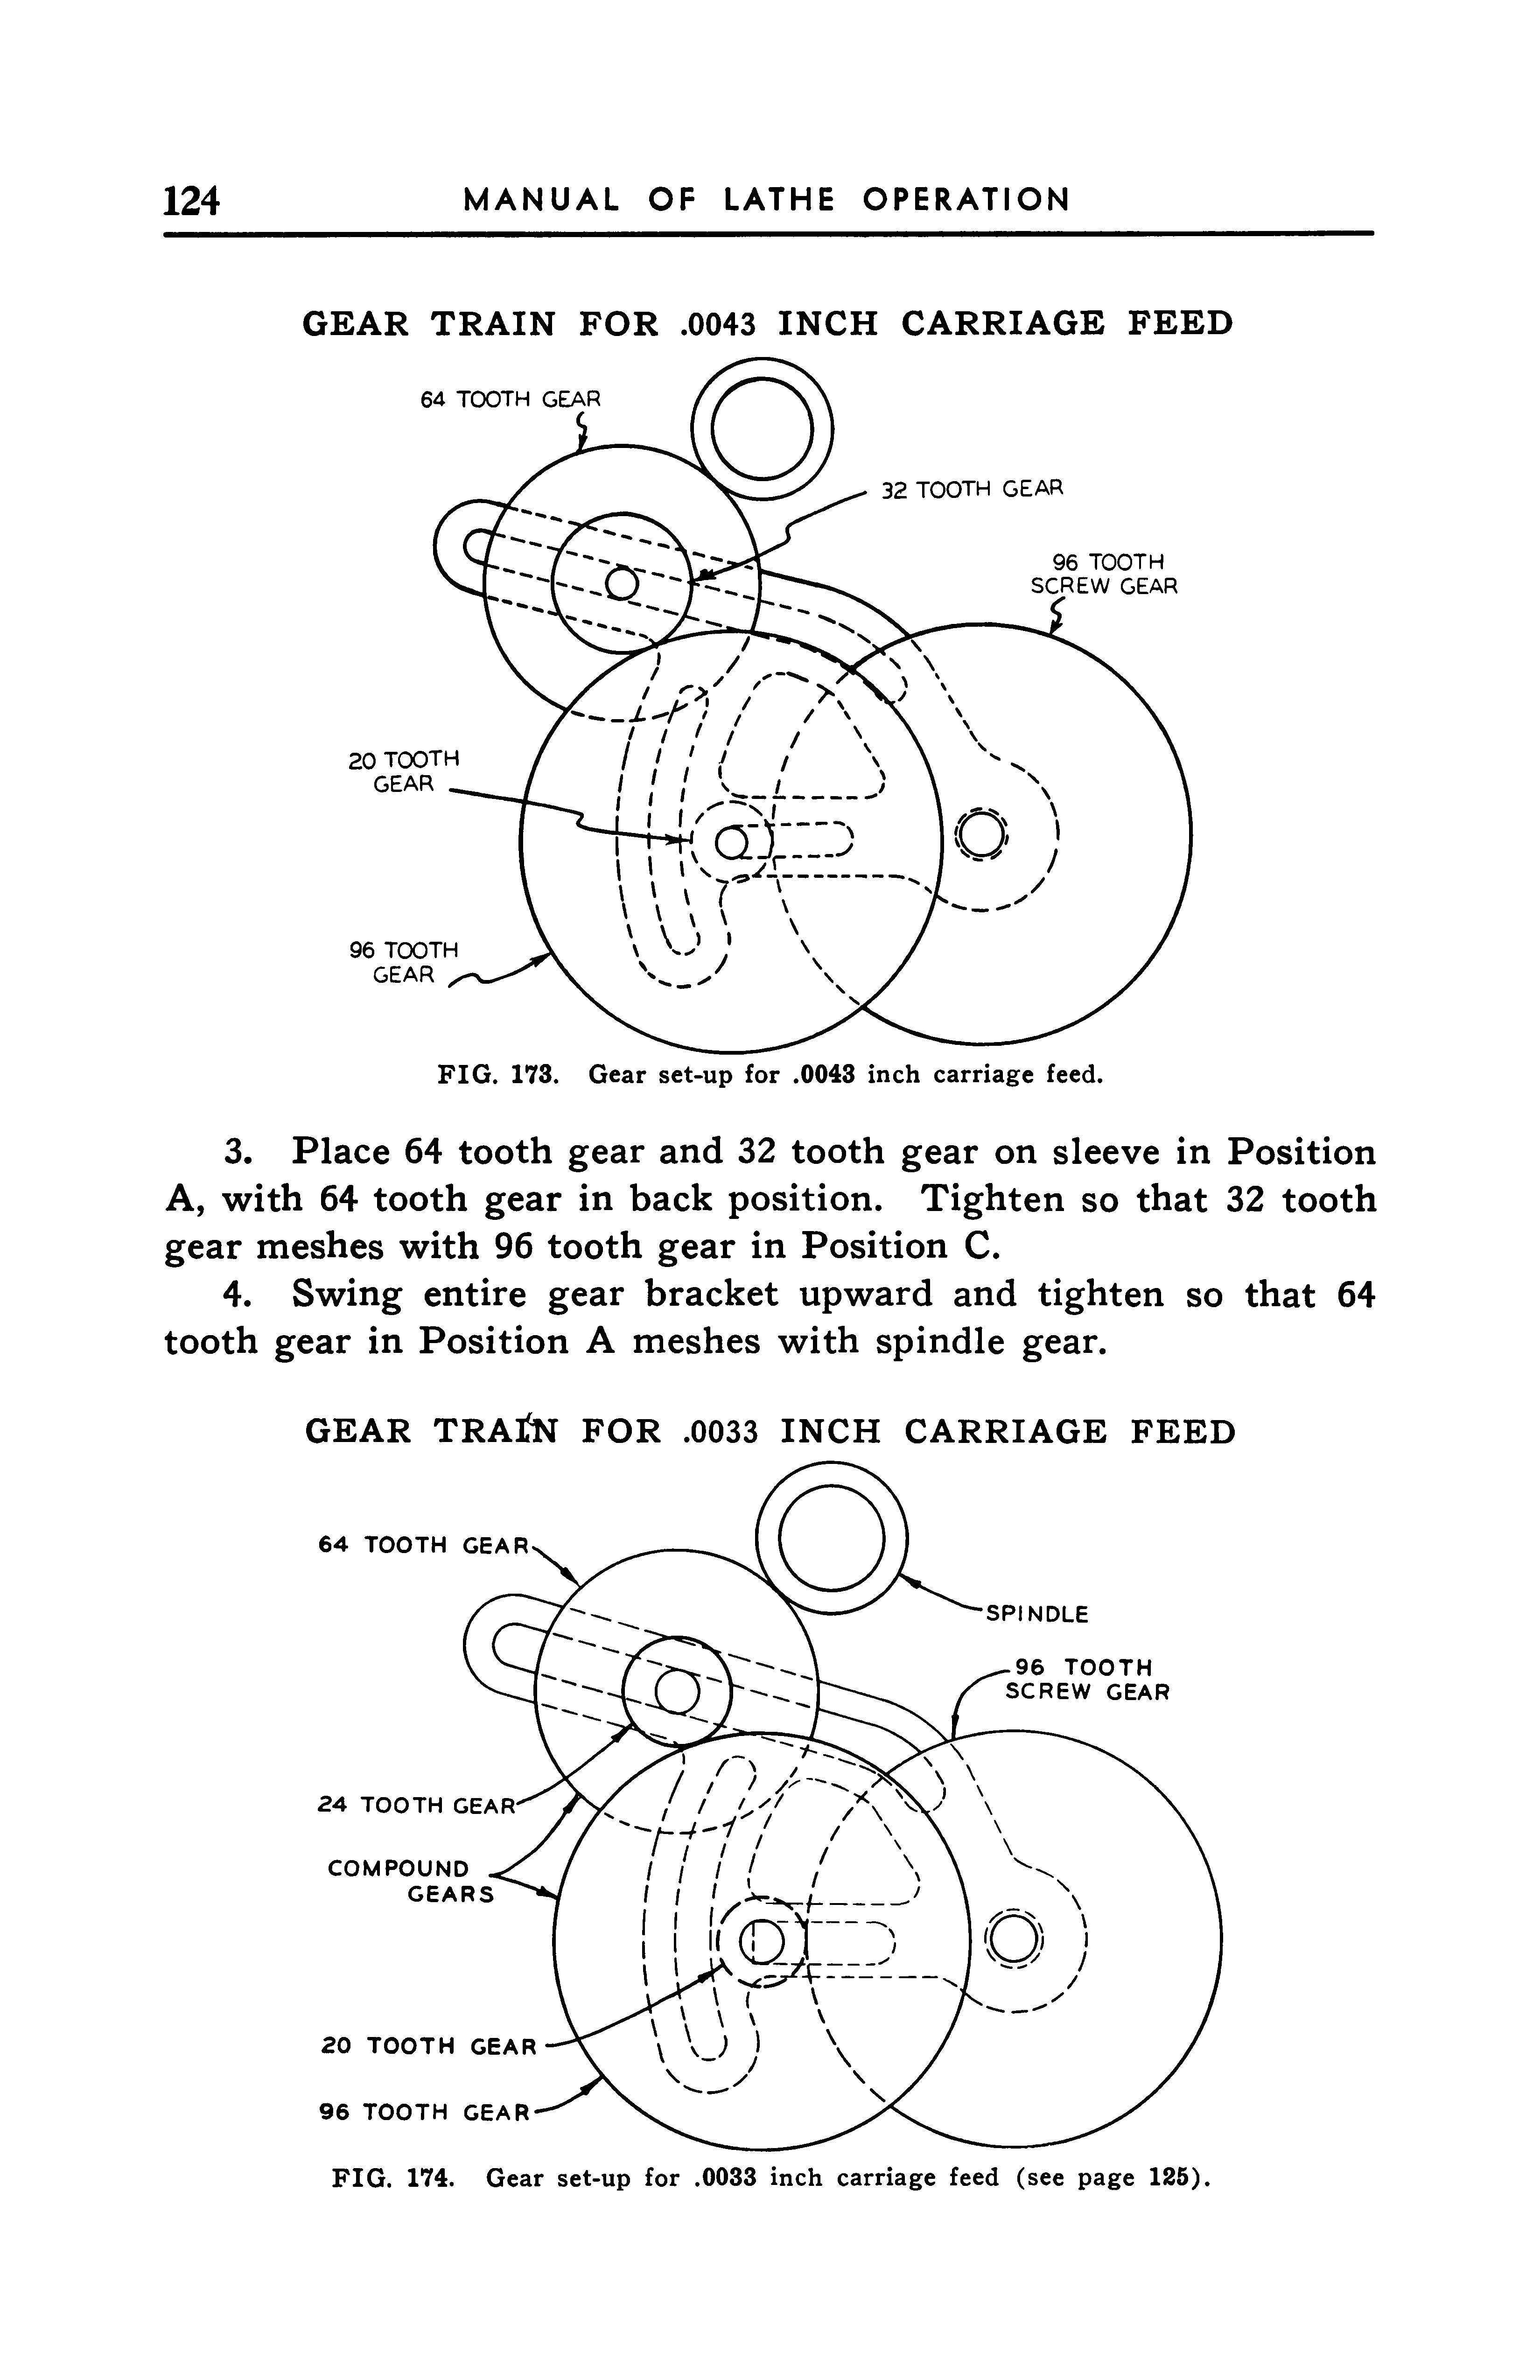 124 MANUAL OF LATHE OPERATION
GEAR TRAIN FOR .0043 INCH CARRIAGE FEED
64 TOOTH GEAR
32 TOOTH GEAR
96 TOOTH
SCREW GEAR
20 TOOTH
GEAR
96 TOOTH
GEAR
FIG. 173. Gear set-up for .0043 inch carriage feed.
3. Place 64 tooth gear and 32 tooth gear on sleeve in Position
A, with 64 tooth gear in back position. Tighten so that 32 tooth
gear meshes with 96 tooth gear in Position C.
4. Swing entire gear bracket upward and tighten so that 64
tooth gear in Position A meshes with spindle gear.
GEAR TRAIN FOR .0033 INCH CARRIAGE FEED
64 TOOTH GEAR
SPINDLE
96 TOOTH
SCREW GEAR
24 TOOTH GEAR
COMPOUND
GEARS
20 TOOTH GEAR
96 TOOTH GEAR
FIG. 174. Gear set-up for .0033 inch carriage feed (see page 125).